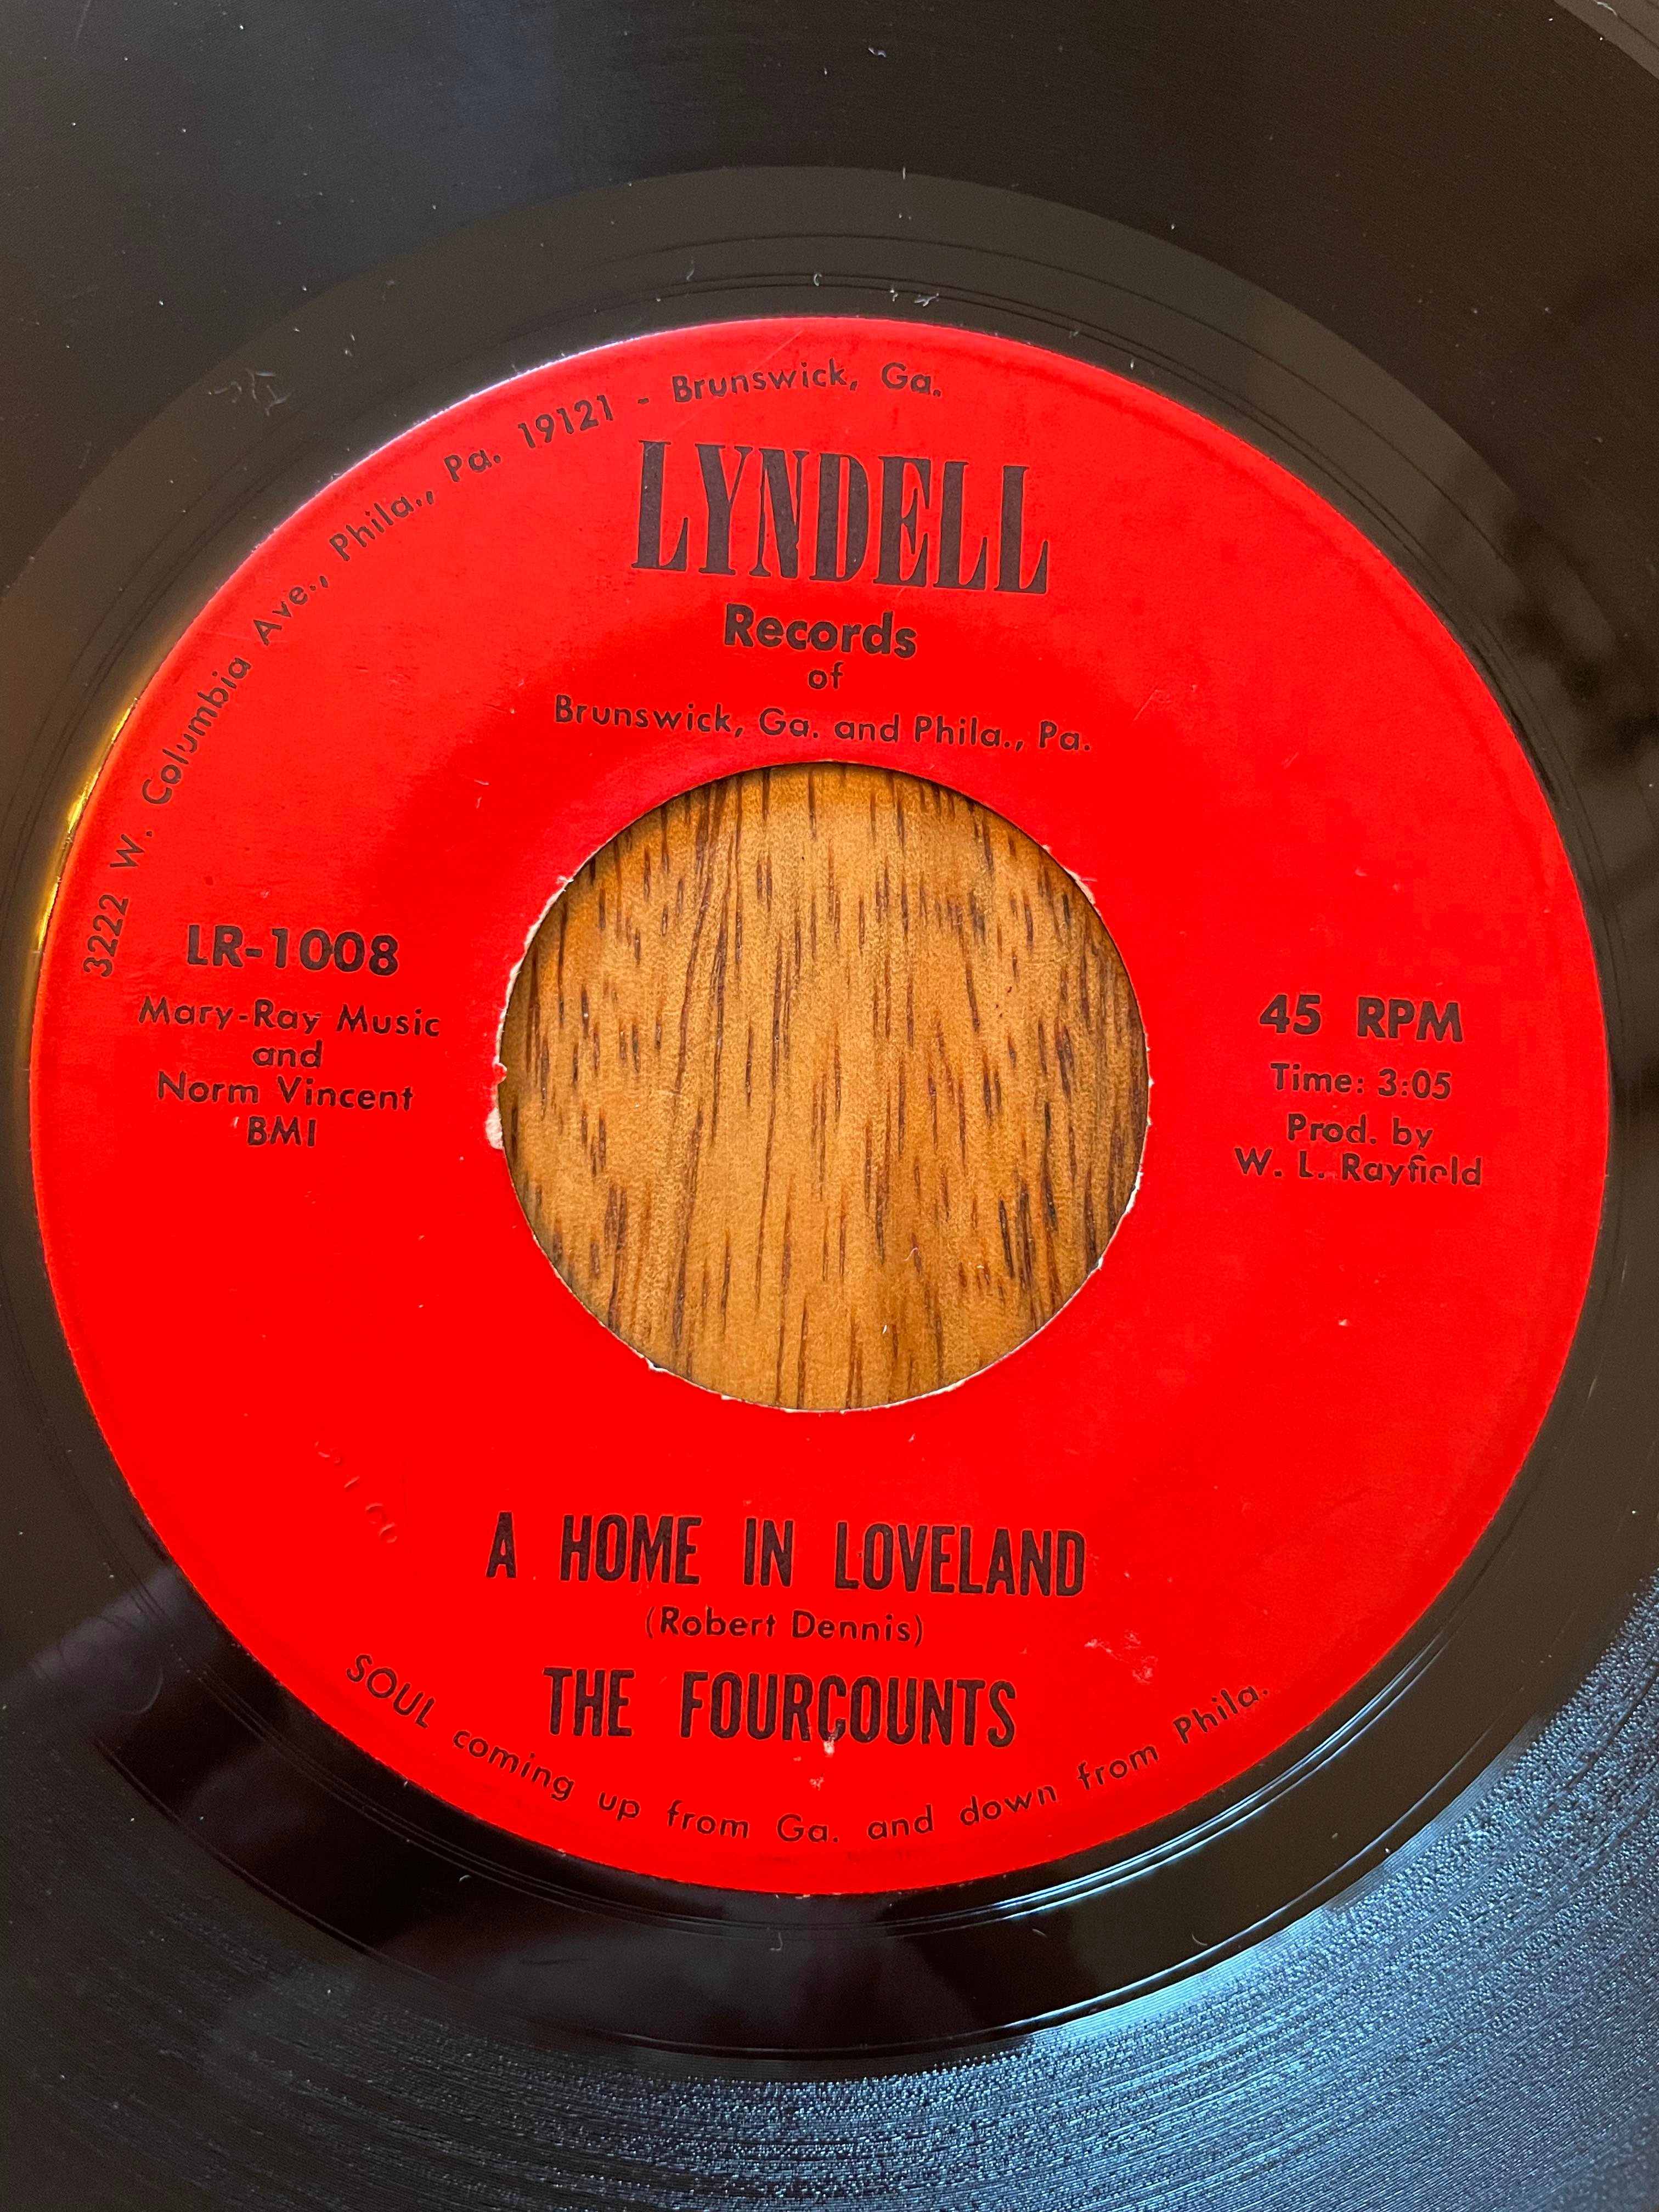 3222 W. Columbia Ave., Phila., Pa. 19121 - Brunswick, Ga.
LYNDELL
Records
of
Brunswick, Ga. and Phila., Pa.
LR-1008
Mary-Ray Music
and
Norm Vincent
BMI
45 RPM
Time: 3:05
Prod. by
W. L. Rayfield
A HOME IN LOVELAND
(Robert Dennis)
THE FOURCOUNTS
SOUL coming up from Ga. and down from Phila.